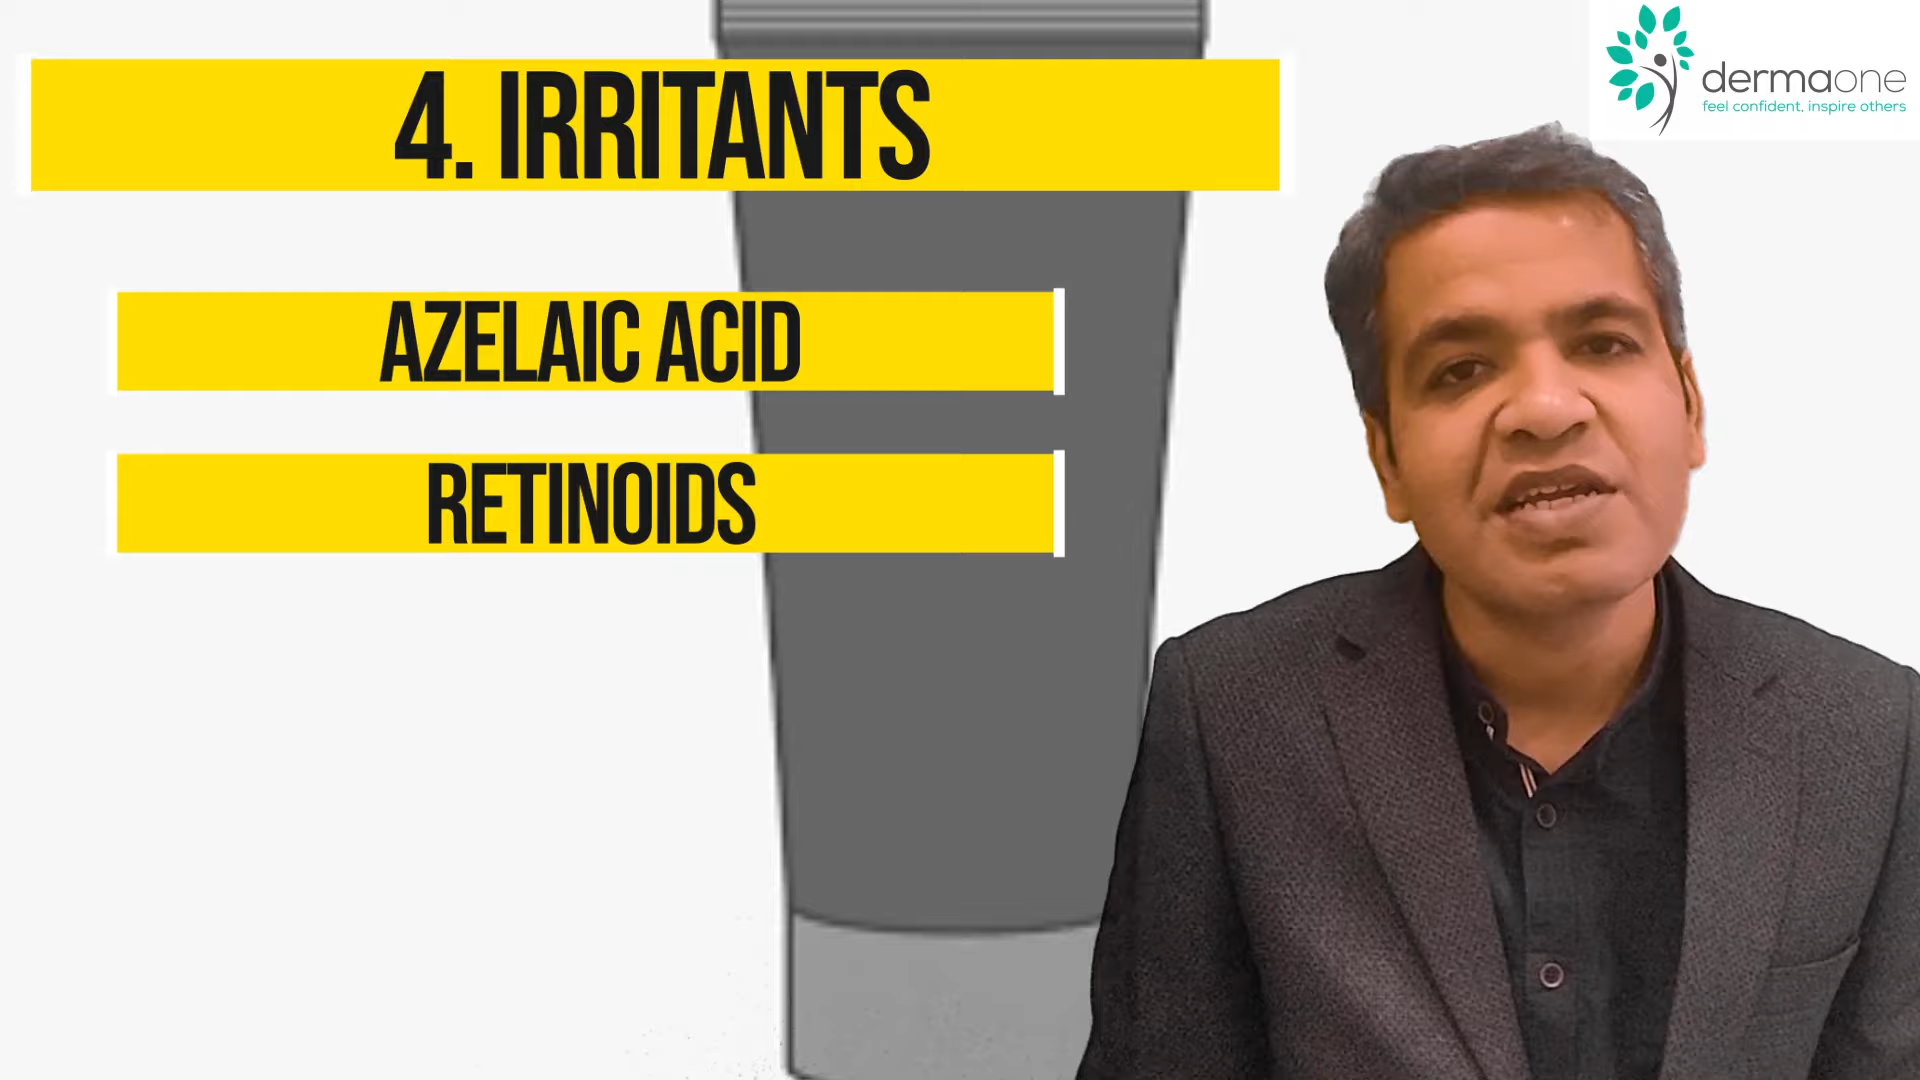 4. IRRITANTS
dermaone
feel confident, inspire others
AZELAIC ACID
RETINOIDS